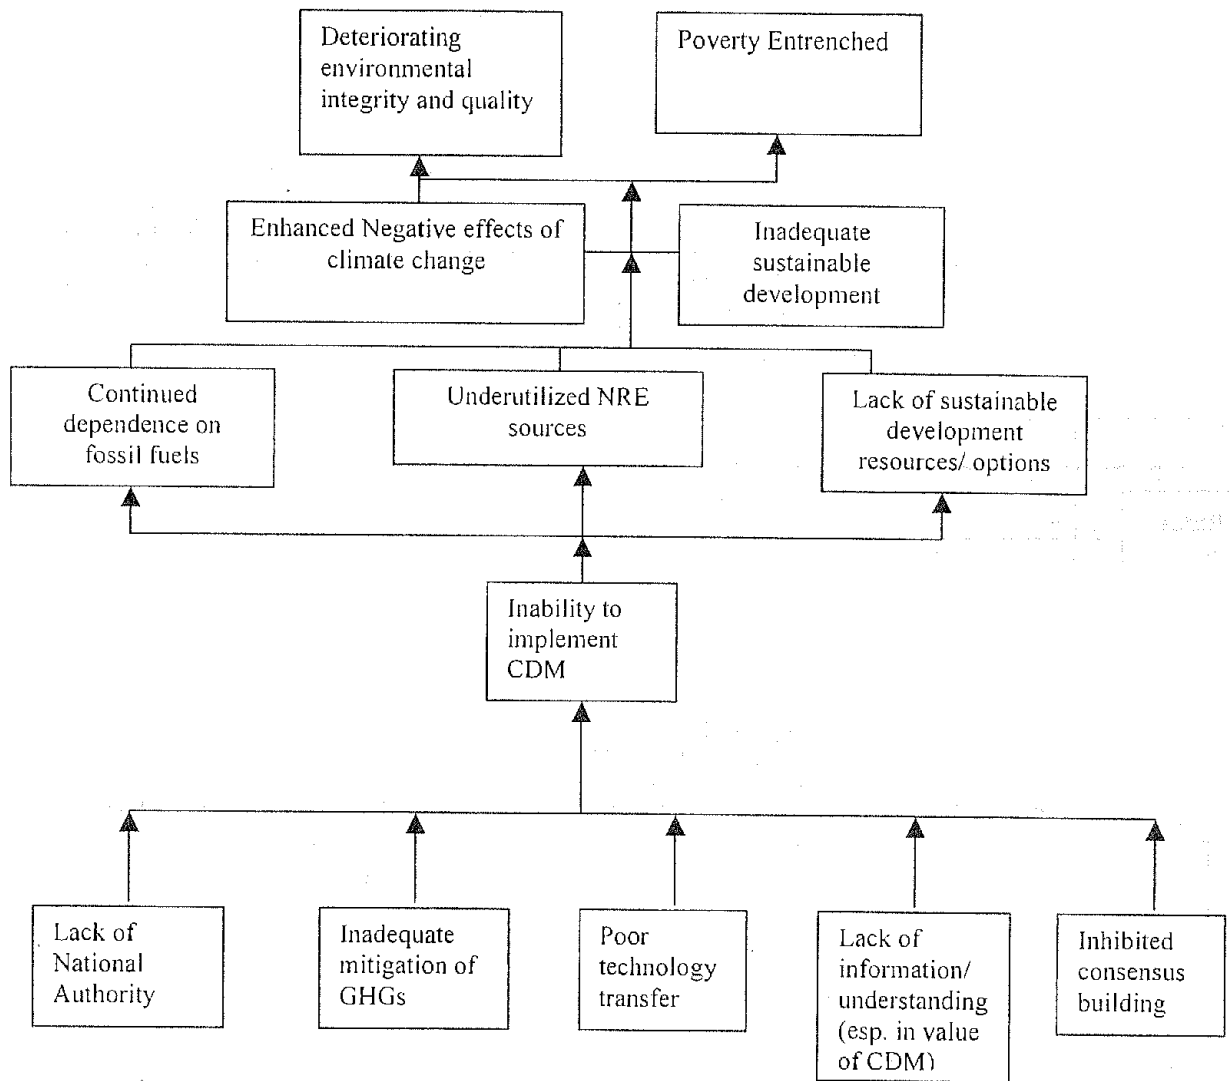 Deteriorating
environmental
integrity and quality
Poverty Entrenched
Enhanced Negative effects of
climate change
Inadequate
sustainable
development
Continued
dependence on
fossil fuels
Underutilized NRE
sources
Lack of sustainable
development
resources/ options
Inability to
implement
CDM
Lack of
National
Authority
Inadequate
mitigation of
GHGs
Poor
technology
transfer
Lack of
information/
understanding
(esp. in value
of CDM)
Inhibited
consensus
building